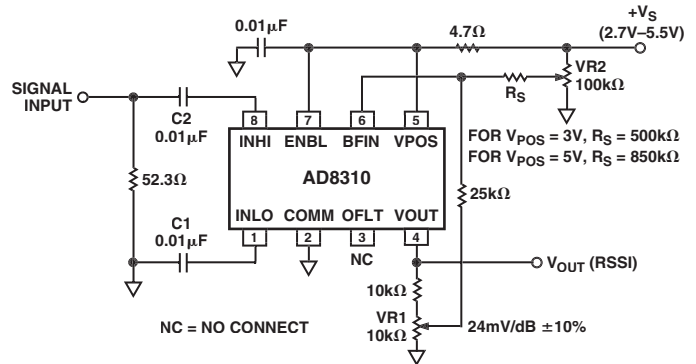 0.01µF
4.7Ω
+VS
(2.7V–5.5V)
SIGNAL
INPUT
C2
0.01µF
RS
VR2
100kΩ
8 7 6 5
INHI ENBL BFIN VPOS
FOR VPOS = 3V, RS = 500kΩ
FOR VPOS = 5V, RS = 850kΩ
AD8310
52.3Ω
25kΩ
C1
0.01µF
INLO COMM OFLT VOUT
1 2 3 4
NC
VOUT (RSSI)
10kΩ
VR1
10kΩ
24mV/dB ±10%
NC = NO CONNECT